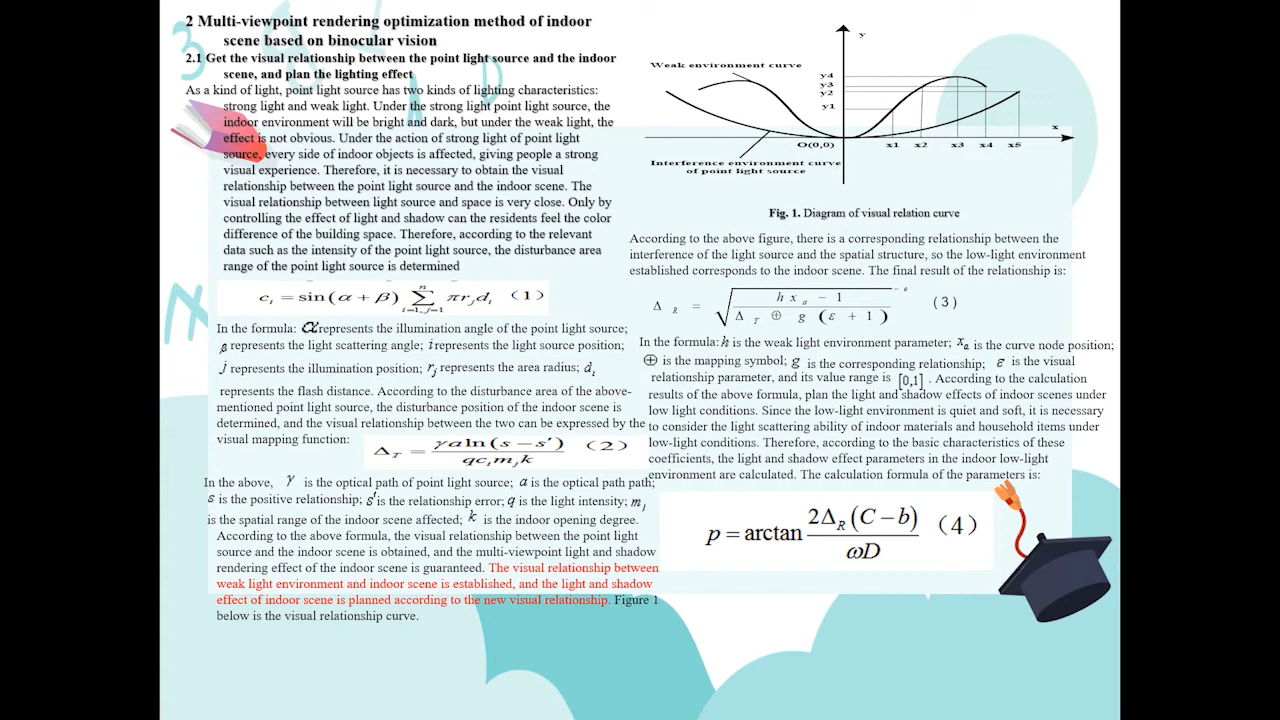 2 Multi-viewpoint rendering optimization method of indoor
scene based on binocular vision
2.1 Get the visual relationship between the point light source and the indoor
scene, and plan the lighting effect
As a kind of light, point light source has two kinds of lighting characteristics:
strong light and weak light. Under the strong light point light source, the
indoor environment will be bright and dark, but under the weak light, the
effect is not obvious. Under the action of strong light of point light
source, every side of indoor objects is affected, giving people a strong
visual experience. Therefore, it is necessary to obtain the visual
relationship between the point light source and the indoor scene. The
visual relationship between light source and space is very close. Only by
controlling the effect of light and shadow can the residents feel the color
difference of the building space. Therefore, according to the relevant
data such as the intensity of the point light source, the disturbance area
range of the point light source is determined
c_i = sin(α + β) ∑_{i=1,j=1}^{n} πr_j d_i (1)
In the formula: α represents the illumination angle of the point light source;
β represents the light scattering angle; i represents the light source position;
j represents the illumination position; r_j represents the area radius; d_i
represents the flash distance. According to the disturbance area of the above-
mentioned point light source, the disturbance position of the indoor scene is
determined, and the visual relationship between the two can be expressed by the
visual mapping function:
Δ_T = γa ln(s − s′) / qc_i m_j k (2)
In the above, γ is the optical path of point light source; a is the optical path path;
s is the positive relationship; s′ is the relationship error; q is the light intensity; m_j
is the spatial range of the indoor scene affected; k is the indoor opening degree.
According to the above formula, the visual relationship between the point light
source and the indoor scene is obtained, and the multi-viewpoint light and shadow
rendering effect of the indoor scene is guaranteed. The visual relationship between
weak light environment and indoor scene is established, and the light and shadow
effect of indoor scene is planned according to the new visual relationship. Figure 1
below is the visual relationship curve.
y
Weak environment curve
y4
y3
y2
y1
x
O(0,0) x1 x2 x3 x4 x5
Interference environment curve
of point light source
Fig. 1. Diagram of visual relation curve
According to the above figure, there is a corresponding relationship between the
interference of the light source and the spatial structure, so the low-light environment
established corresponds to the indoor scene. The final result of the relationship is:
Δ_R = √(h x_a − 1 / Δ_T ⊕ g (ε + 1))^{−e} (3)
In the formula: h is the weak light environment parameter; x_a is the curve node position;
⊕ is the mapping symbol; g is the corresponding relationship; ε is the visual
relationship parameter, and its value range is [0,1] . According to the calculation
results of the above formula, plan the light and shadow effects of indoor scenes under
low light conditions. Since the low-light environment is quiet and soft, it is necessary
to consider the light scattering ability of indoor materials and household items under
low-light conditions. Therefore, according to the basic characteristics of these
coefficients, the light and shadow effect parameters in the indoor low-light
environment are calculated. The calculation formula of the parameters is:
p = arctan 2Δ_R (C − b) / ωD (4)